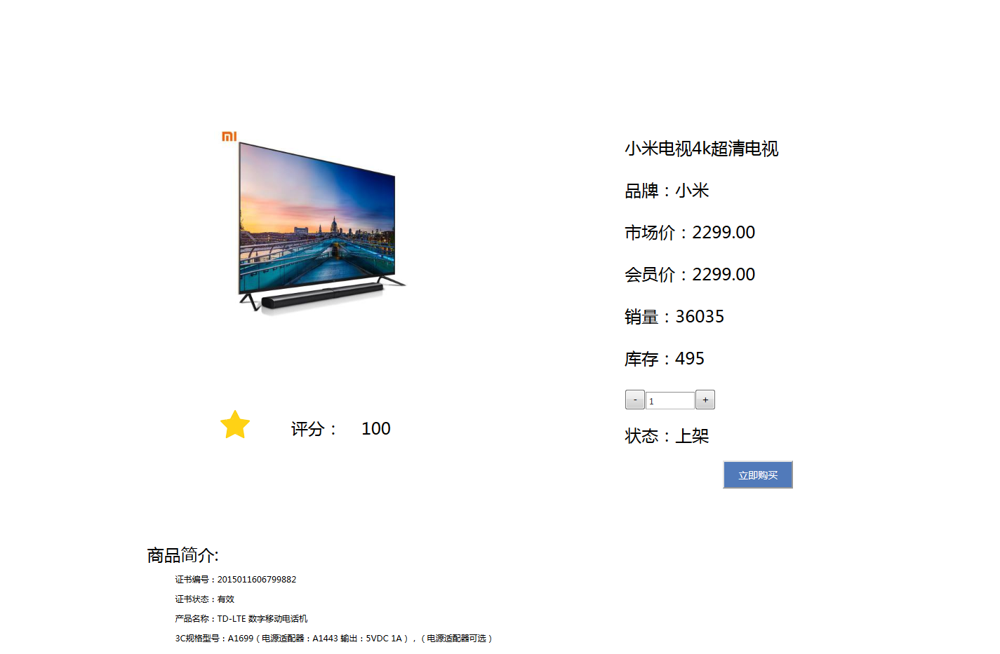 mi
小米电视4k超清电视
品牌：小米
市场价：2299.00
会员价：2299.00
销量：36035
库存：495
- 1 +
评分： 100
状态：上架
立即购买
商品简介:
证书编号：2015011606799882
证书状态：有效
产品名称：TD-LTE 数字移动电话机
3C规格型号：A1699（电源适配器：A1443 输出：5VDC 1A），（电源适配器可选）